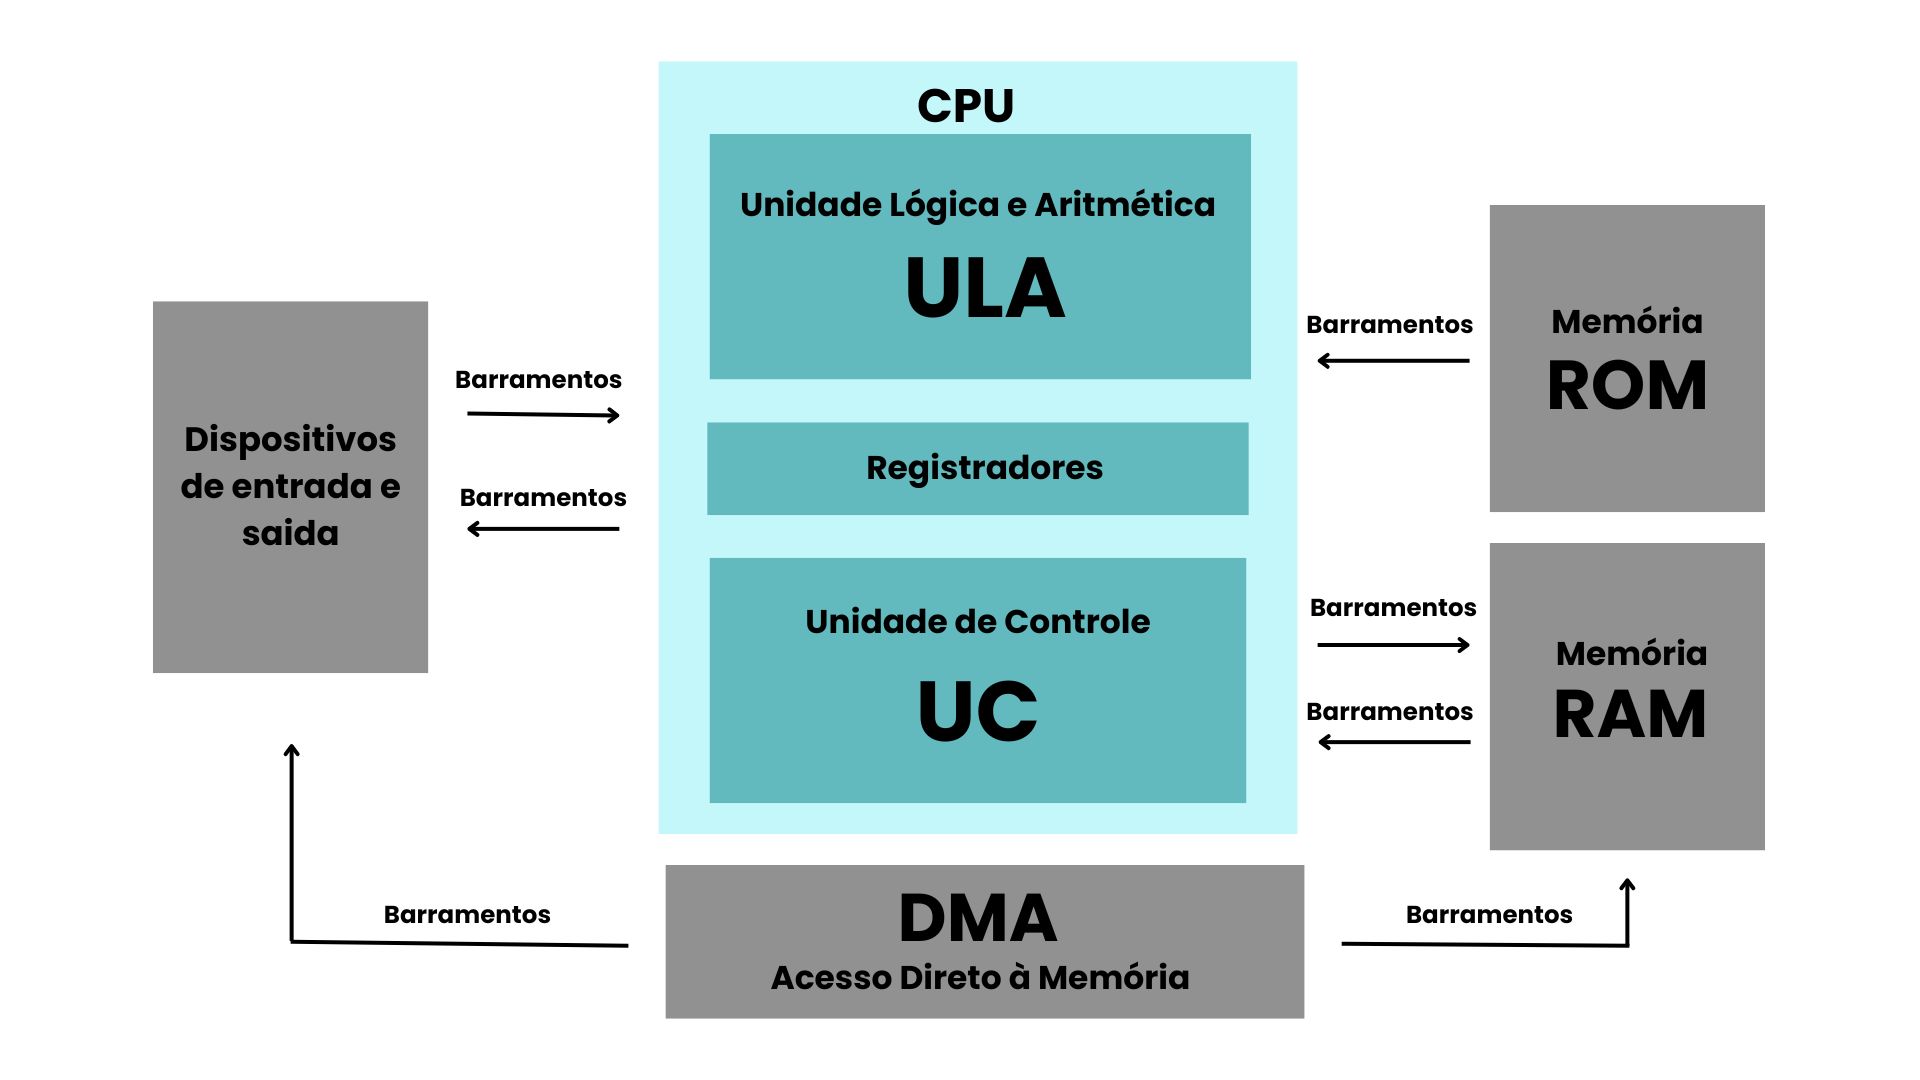 CPU
Unidade Lógica e Aritmética
ULA
Registradores
Unidade de Controle
UC
Dispositivos
de entrada e
saida
Barramentos
Barramentos
Barramentos
Memória
ROM
Barramentos
Barramentos
Memória
RAM
Barramentos
DMA
Acesso Direto à Memória
Barramentos